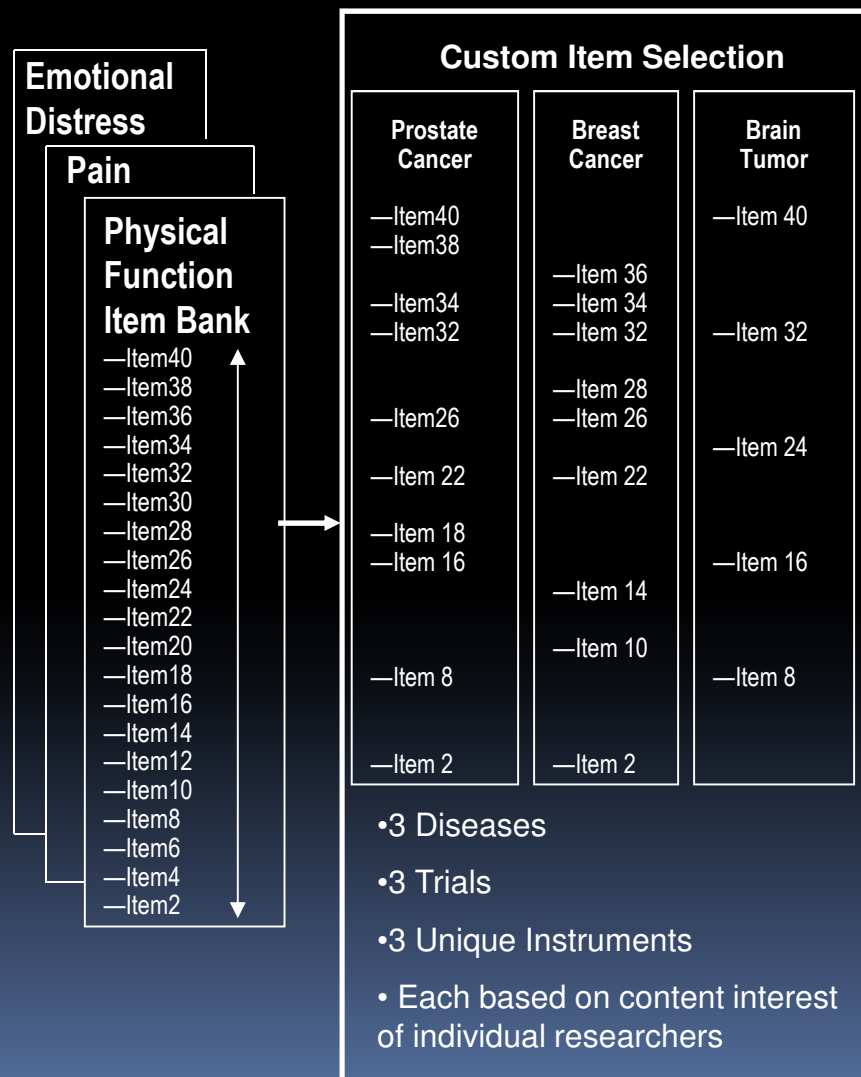 Emotional
Distress
Pain
Physical
Function
Item Bank
—Item40
—Item38
—Item36
—Item34
—Item32
—Item30
—Item28
—Item26
—Item24
—Item22
—Item20
—Item18
—Item16
—Item14
—Item12
—Item10
—Item8
—Item6
—Item4
—Item2
Custom Item Selection
Prostate
Cancer
—Item40
—Item38
—Item34
—Item32
—Item26
—Item 22
—Item 18
—Item 16
—Item 8
—Item 2
Breast
Cancer
—Item 36
—Item 34
—Item 32
—Item 28
—Item 26
—Item 22
—Item 14
—Item 10
—Item 2
Brain
Tumor
—Item 40
—Item 32
—Item 24
—Item 16
—Item 8
•3 Diseases
•3 Trials
•3 Unique Instruments
• Each based on content interest
of individual researchers